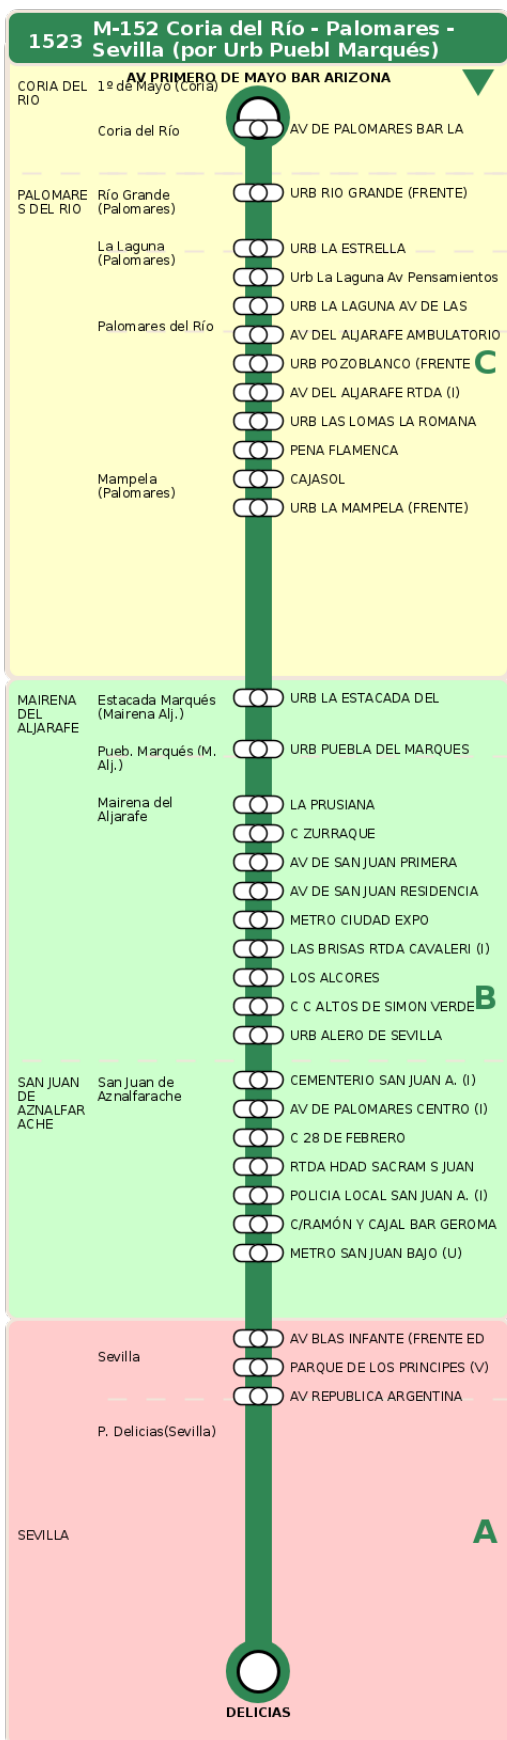 1523
M-152 Coria del Río - Palomares -
Sevilla (por Urb Puebl Marqués)
AV PRIMERO DE MAYO BAR ARIZONA
CORIA DEL
RIO
1º de Mayo (Coria)
Coria del Río
AV DE PALOMARES BAR LA
PALOMARE
S DEL RIO
Río Grande
(Palomares)
URB RIO GRANDE (FRENTE)
La Laguna
(Palomares)
URB LA ESTRELLA
Urb La Laguna Av Pensamientos
URB LA LAGUNA AV DE LAS
Palomares del Río
AV DEL ALJARAFE AMBULATORIO
URB POZOBLANCO (FRENTE
C
AV DEL ALJARAFE RTDA (I)
URB LAS LOMAS LA ROMANA
PENA FLAMENCA
Mampela
(Palomares)
CAJASOL
URB LA MAMPELA (FRENTE)
MAIRENA
DEL
ALJARAFE
Estacada Marqués
(Mairena Alj.)
URB LA ESTACADA DEL
Pueb. Marqués (M.
Alj.)
URB PUEBLA DEL MARQUES
Mairena del
Aljarafe
LA PRUSIANA
C ZURRAQUE
AV DE SAN JUAN PRIMERA
AV DE SAN JUAN RESIDENCIA
METRO CIUDAD EXPO
LAS BRISAS RTDA CAVALERI (I)
LOS ALCORES
C C ALTOS DE SIMON VERDE
B
URB ALERO DE SEVILLA
SAN JUAN
DE
AZNALFAR
ACHE
San Juan de
Aznalfarache
CEMENTERIO SAN JUAN A. (I)
AV DE PALOMARES CENTRO (I)
C 28 DE FEBRERO
RTDA HDAD SACRAM S JUAN
POLICIA LOCAL SAN JUAN A. (I)
C/RAMÓN Y CAJAL BAR GEROMA
METRO SAN JUAN BAJO (U)
AV BLAS INFANTE (FRENTE ED
Sevilla
PARQUE DE LOS PRINCIPES (V)
AV REPUBLICA ARGENTINA
P. Delicias(Sevilla)
SEVILLA
A
DELICIAS